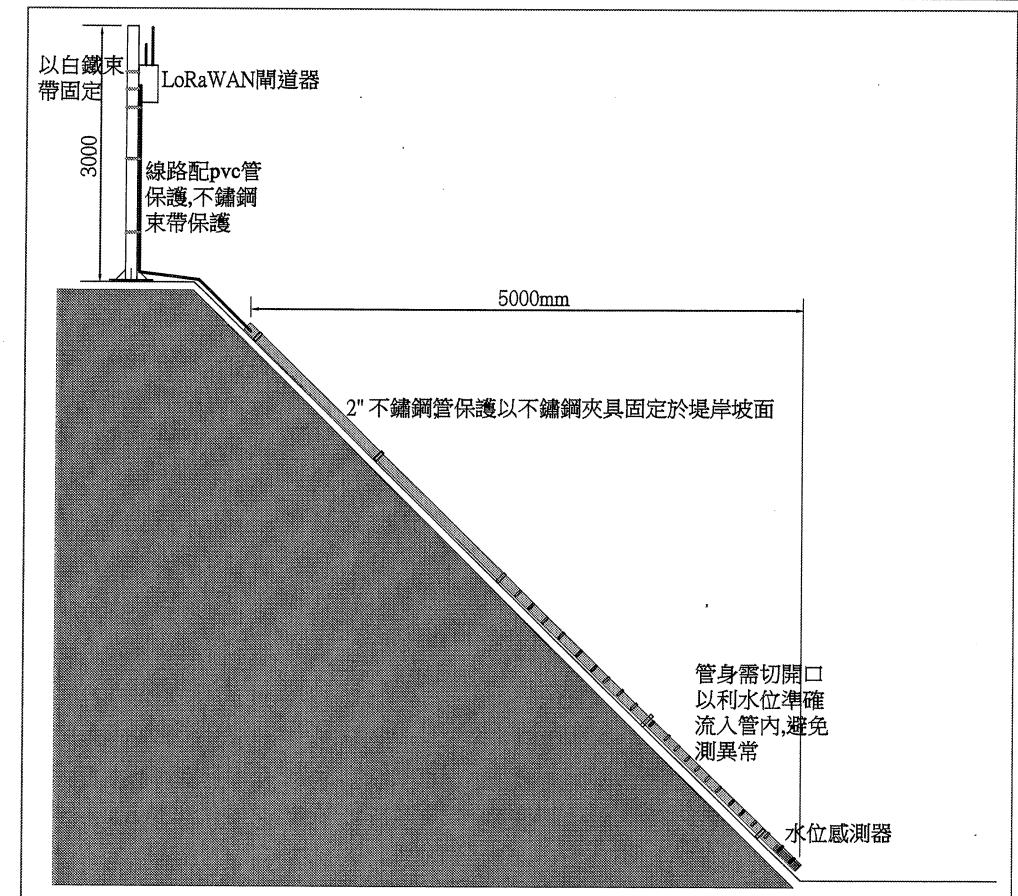 以白鐵束
帶固定
LoRaWAN閘道器
3000
線路配pvc管
保護,不鏽鋼
束帶保護
5000mm
2" 不鏽鋼管保護以不鏽鋼夾具固定於堤岸坡面
管身需切開口
以利水位準確
流入管內,避免
測異常
水位感測器